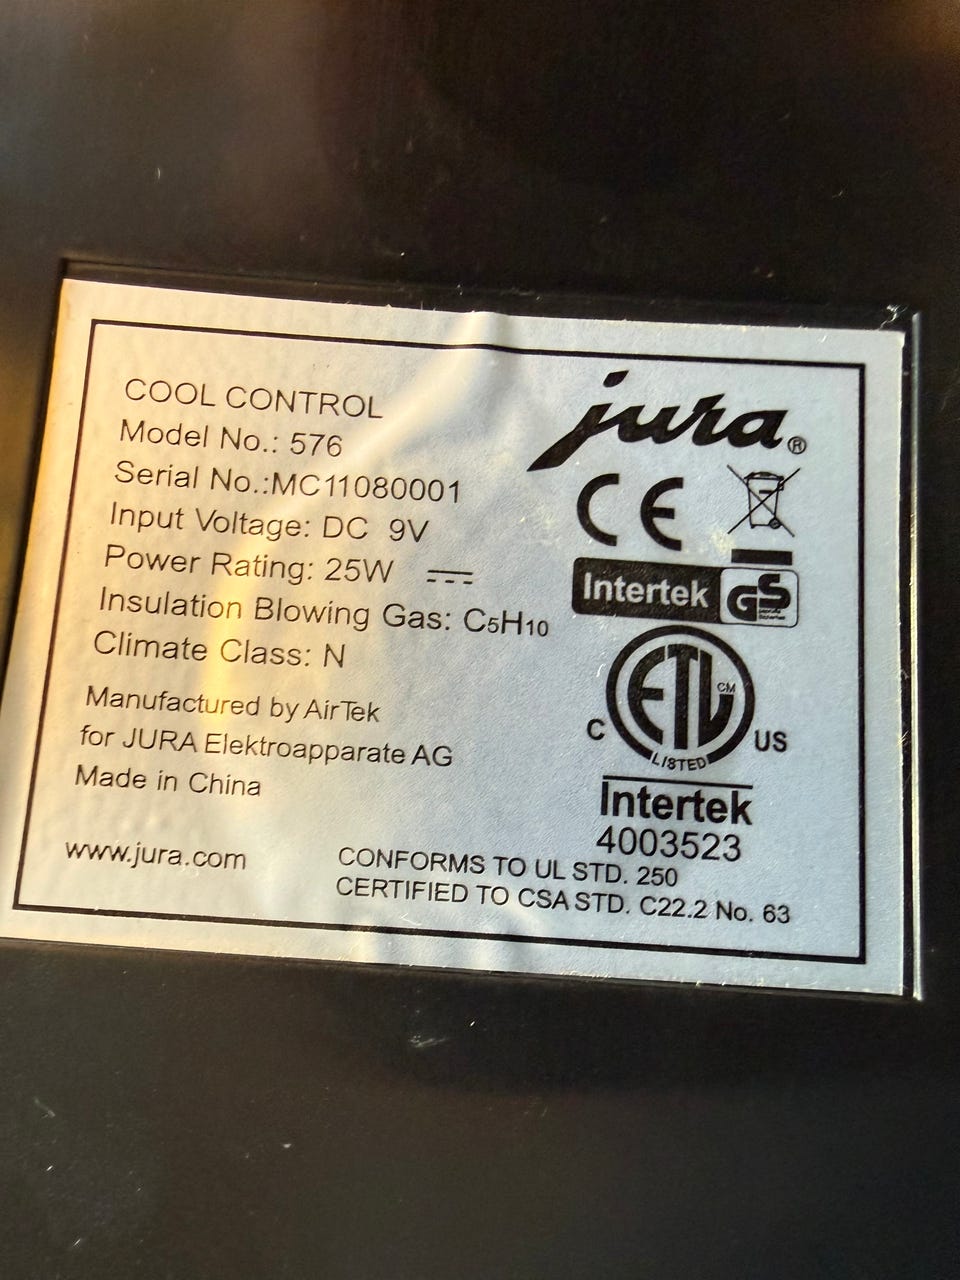 COOL CONTROL
Model No.: 576
Serial No.:MC11080001
Input Voltage: DC 9V
Power Rating: 25W
Insulation Blowing Gas: C₅H₁₀
Climate Class: N
Manufactured by AirTek
for JURA Elektroapparate AG
Made in China
www.jura.com
jura®
CE
Intertek GS
ETL CM
C US
LISTED
Intertek
4003523
CONFORMS TO UL STD. 250
CERTIFIED TO CSA STD. C22.2 No. 63